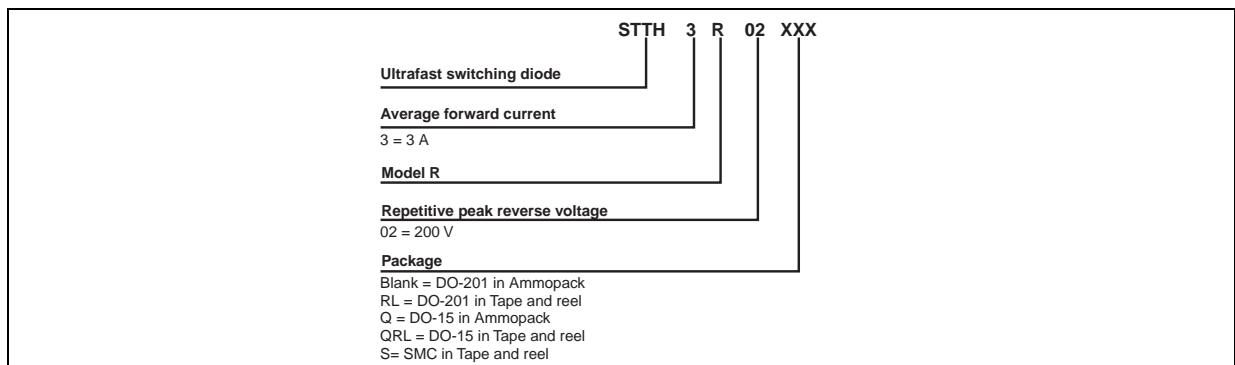 STTH 3 R 02 XXX
Ultrafast switching diode
Average forward current
3 = 3 A
Model R
Repetitive peak reverse voltage
02 = 200 V
Package
Blank = DO-201 in Ammopack
RL = DO-201 in Tape and reel
Q = DO-15 in Ammopack
QRL = DO-15 in Tape and reel
S= SMC in Tape and reel